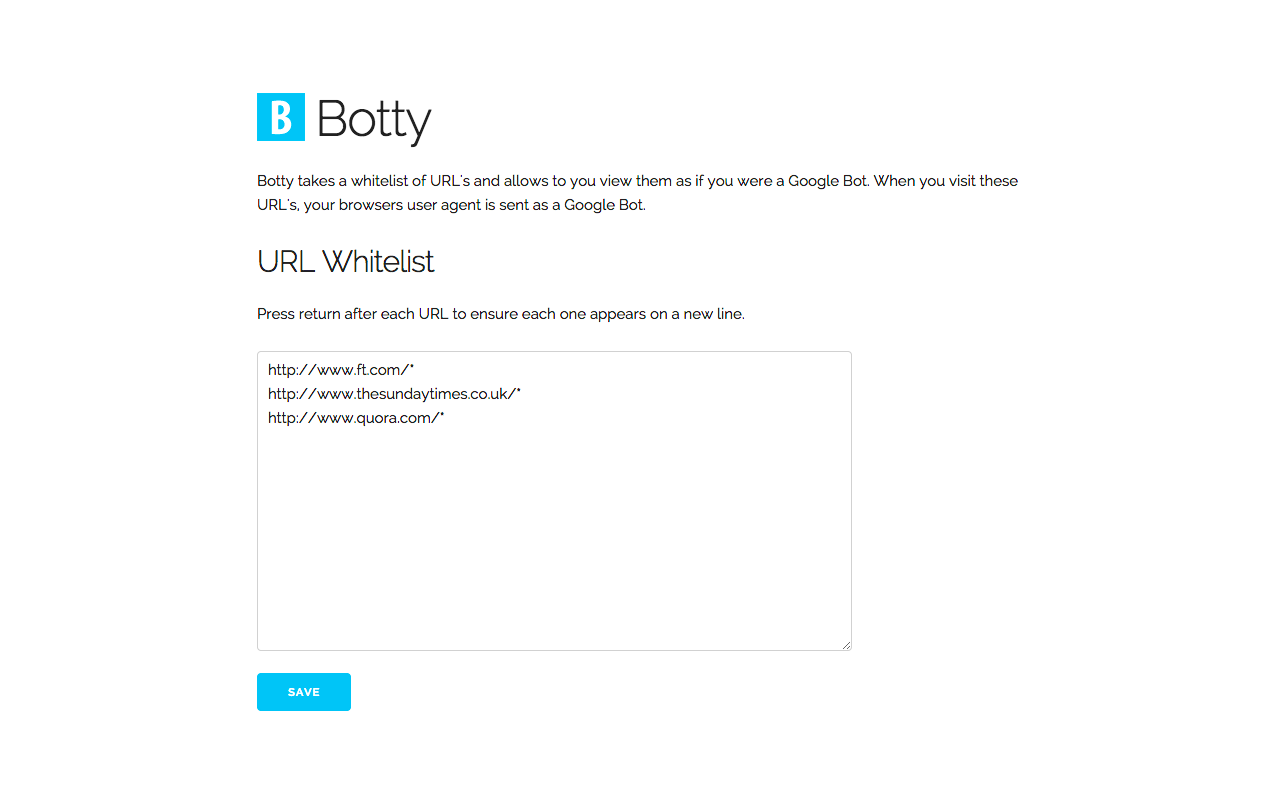 B Botty
Botty takes a whitelist of URL's and allows to you view them as if you were a Google Bot. When you visit these
URL's, your browsers user agent is sent as a Google Bot.
URL Whitelist
Press return after each URL to ensure each one appears on a new line.
http://www.ft.com/*
http://www.thesundaytimes.co.uk/*
http://www.quora.com/*
SAVE